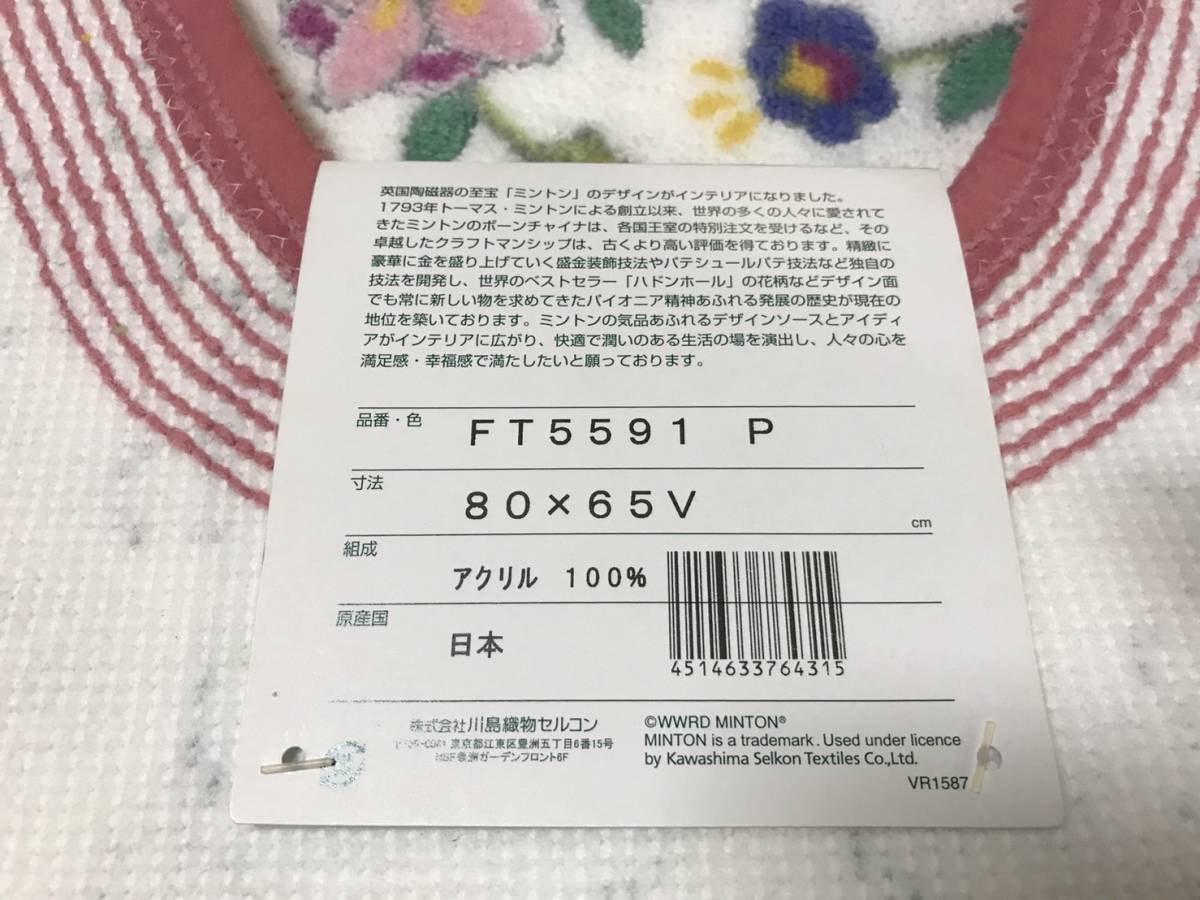 英国陶磁器の至宝「ミントン」のデザインがインテリアになりました。
1793年トーマス・ミントンによる創立以来、世界の多くの人々に愛されて
きたミントンのボーンチャイナは、各国王室の特別注文を受けるなど、その
卓越したクラフトマンシップは、古くより高い評価を得ております。精緻に
豪華に金を盛り上げていく盛金装飾技法やパテシュールパテ技法など独自の
技法を開発し、世界のベストセラー「ハドンホール」の花柄などデザイン面
でも常に新しい物を求めてきたパイオニア精神あふれる発展の歴史が現在の
地位を築いております。ミントンの気品あふれるデザインソースとアイディ
アがインテリアに広がり、快適で潤いのある生活の場を演出し、人々の心を
満足感・幸福感で満たしたいと願っております。
品番・色 FT5591 P
寸法 80×65V cm
組成 アクリル 100%
原産国 日本
4514633764315
株式会社川島織物セルコン
東京都江東区豊洲五丁目6番15号
豊洲ガーデンフロント6F
©WWRD MINTON®
MINTON is a trademark. Used under licence
by Kawashima Selkon Textiles Co.,Ltd.
VR1587